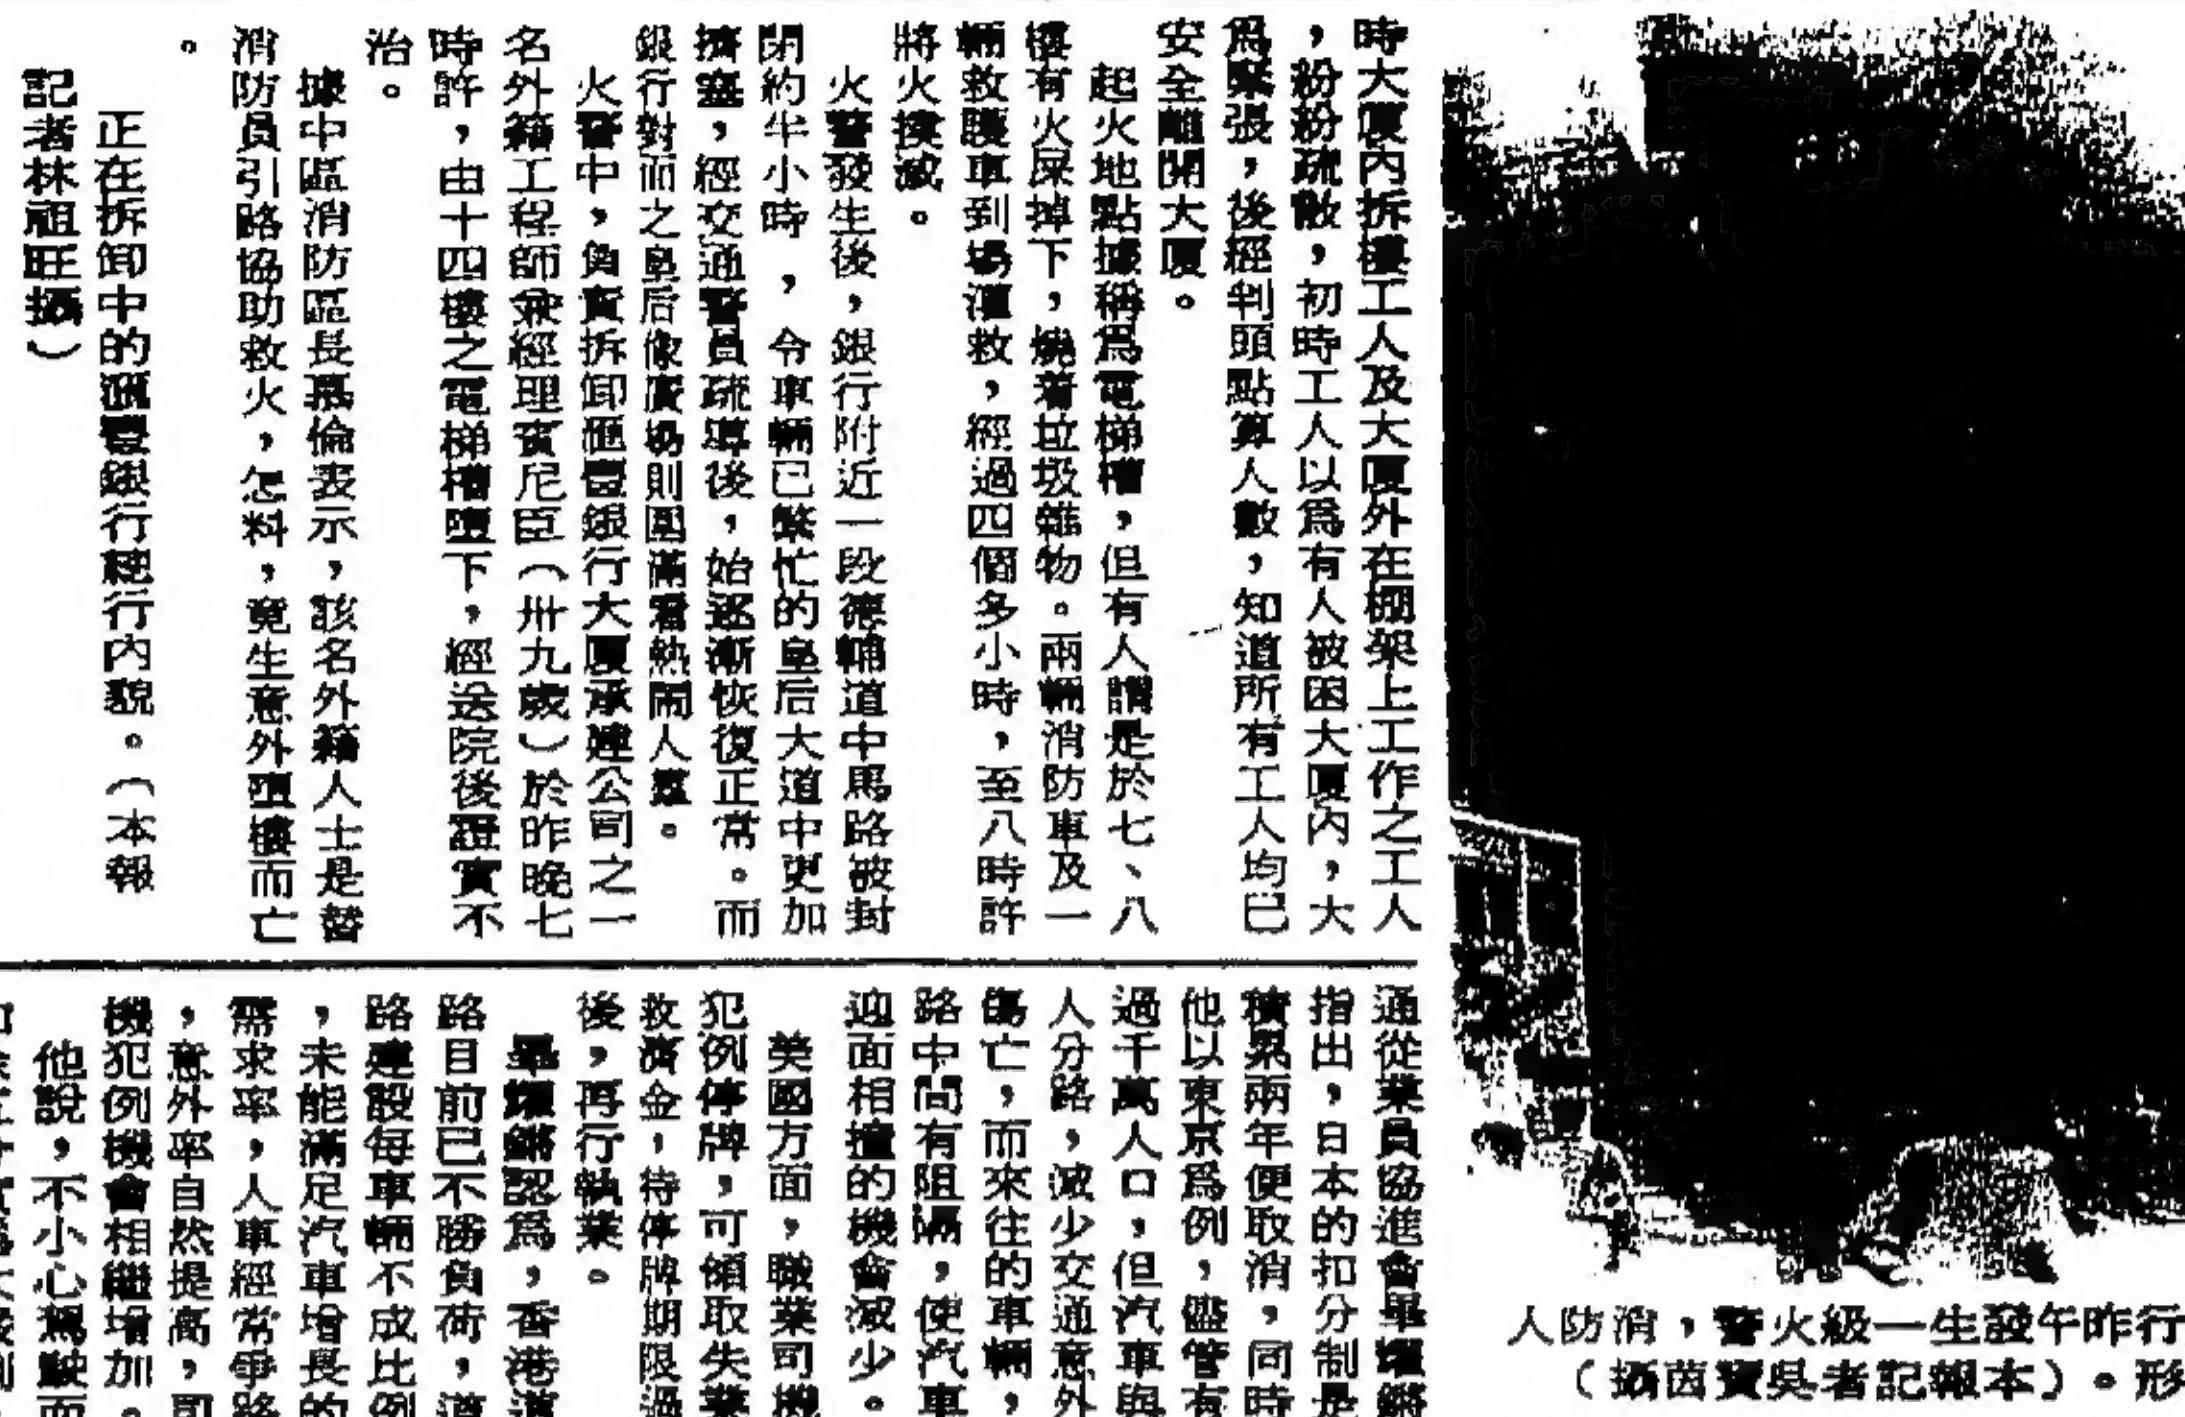 時大厦內拆樓工人及大厦外在棚架上工作之工人
，紛紛疏散，初時工人以爲有人被困大厦內，大
爲緊張，後經判頭點算人數，知道所有工人均已
安全離開大厦。
起火地點據稱爲電梯槽，但有人謂是於七、八
樓有火屎掉下，燒着垃圾雜物。兩輛消防車及一
輛救護車到場灌救，經過四個多小時，至八時許
將火撲滅。
火警發生後，銀行附近一段德輔道中馬路被封
閉約半小時，令車輛已繁忙的皇后大道中更加
擠塞，經交通警員疏導後，始逐漸恢復正常。而
銀行對面之皇后像廣場則圍滿看熱鬧人羣。
火警中，負責拆卸匯豐銀行大厦承建公司之一
名外籍工程師兼經理賓尼臣（卅九歲）於昨晚七
時許，由十四樓之電梯槽墮下，經送院後證實不
治。
據中區消防區長慕倫表示，該名外籍人士是替
消防員引路協助救火，怎料，竟生意外墮樓而亡
。
正在拆卸中的滙豐銀行總行內貌。（本報
記者林祖旺攝）
人防消，警火級一生發午昨行
（攝茵寶吳者記報本）。形
通從業員協進會畢耀鏘
指出，日本的扣分制是
積累兩年便取消，同時
他以東京爲例，儘管有
過千萬人口，但汽車與
人分路，減少交通意外
傷亡，而來往的車輛，
路中間有阻隔，使汽車
迎面相撞的機會減少。
美國方面，職業司機
犯例停牌，可領取失業
救濟金，待停牌期限過
後，再行執業。
畢耀鏘認爲，香港道
路目前已不勝負荷，道
路建設每車輛不成比例
，未能滿足汽車增長的
需求率，人車經常爭路
，意外率自然提高，司
機犯例機會相繼增加。
他說，不小心駕駛而